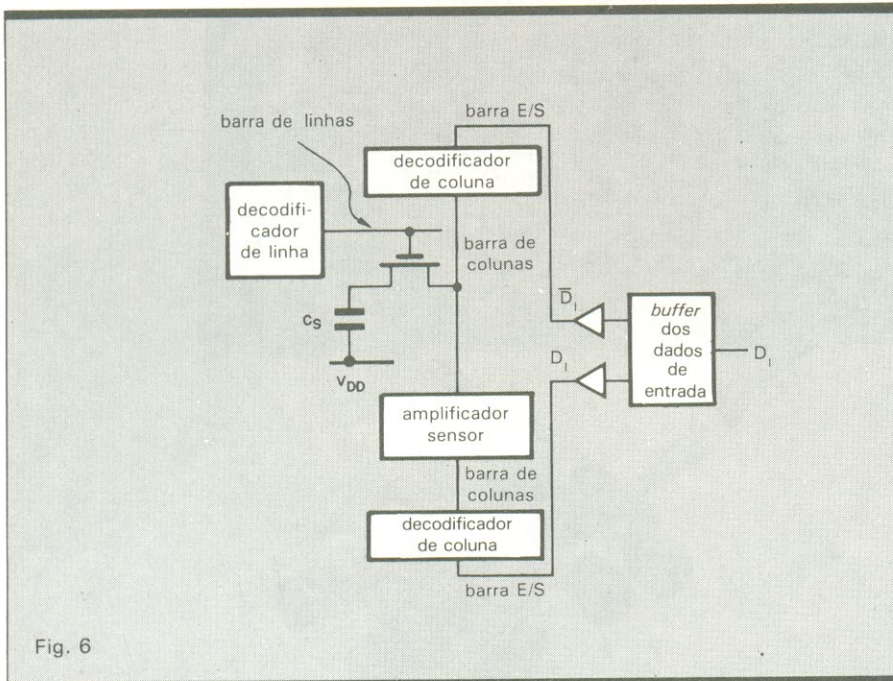 barra E/S
barra de linhas
decodificador
de coluna
decodifi-
cador
de linha
barra de
colunas
C_S
V_DD
D̅_I
D_I
buffer
dos
dados
de
entrada
D_I
amplificador
sensor
barra de
colunas
decodificador
de coluna
barra E/S
Fig. 6